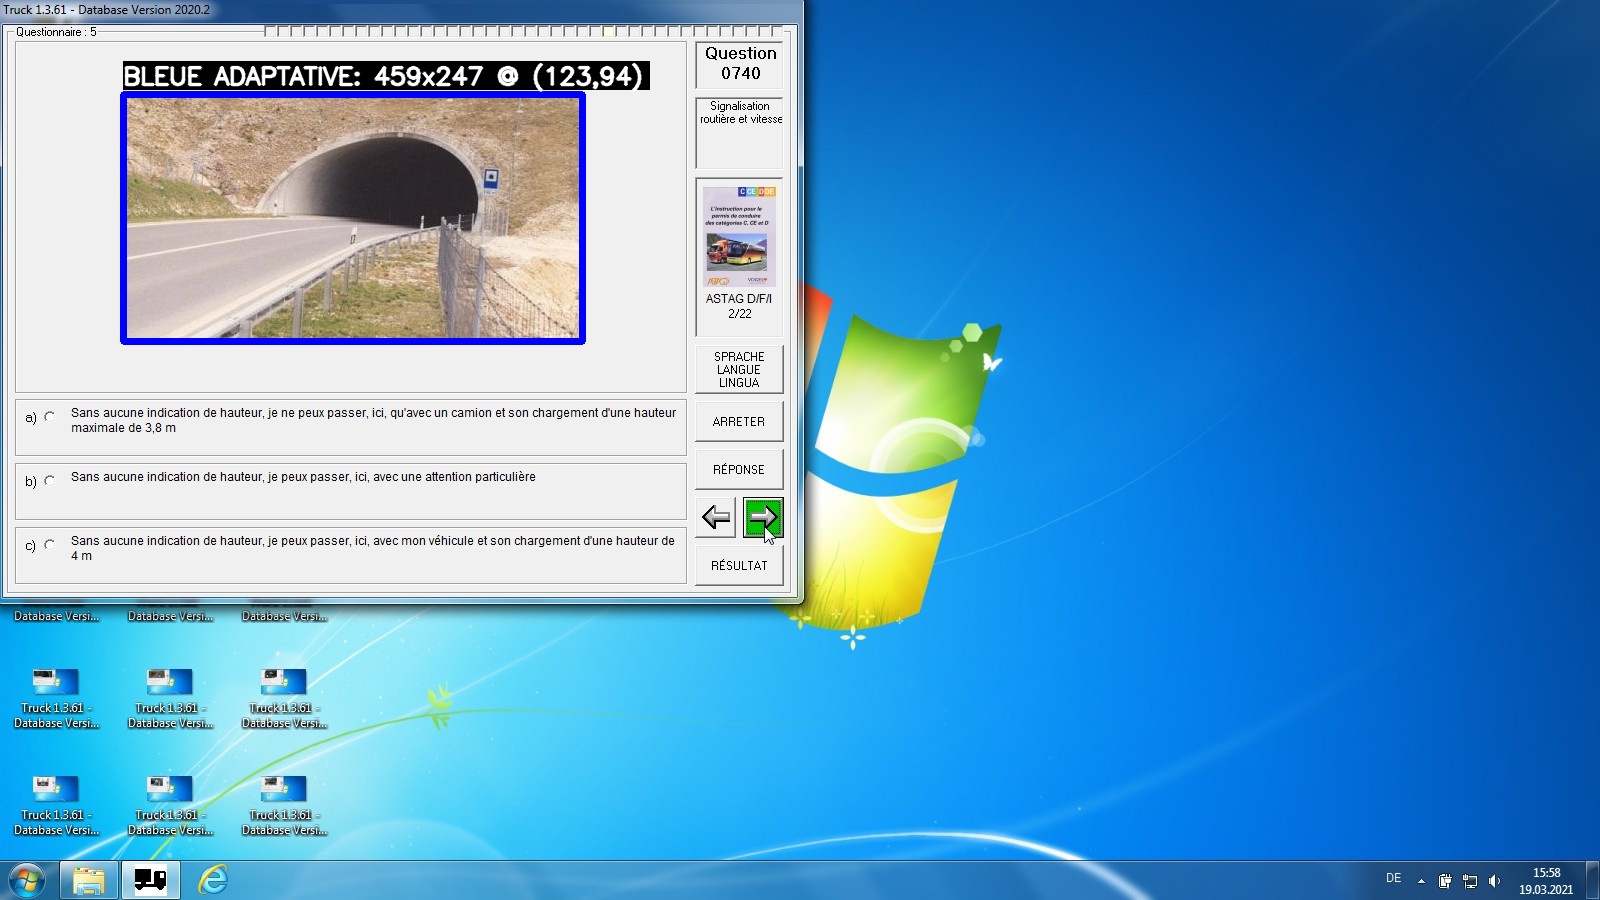 Truck 1.3.61 - Database Version 2020.2
Questionnaire : 5
BLEUE ADAPTATIVE: 459x247 @ (123,94)
Question
0740
Signalisation
routière et vitesse
C CE D DE
L'instruction pour le
permis de conduire
des catégories C, CE et D
ASTAG D/F/I
2/22
SPRACHE
LANGUE
LINGUA
a) Sans aucune indication de hauteur, je ne peux passer, ici, qu'avec un camion et son chargement d'une hauteur
maximale de 3,8 m
ARRETER
b) Sans aucune indication de hauteur, je peux passer, ici, avec une attention particulière
RÉPONSE
c) Sans aucune indication de hauteur, je peux passer, ici, avec mon véhicule et son chargement d'une hauteur de
4 m
RÉSULTAT
Database Versi... Database Versi... Database Versi...
Truck 1.3.61 - Truck 1.3.61 - Truck 1.3.61 -
Database Versi... Database Versi... Database Versi...
Truck 1.3.61 - Truck 1.3.61 - Truck 1.3.61 -
Database Versi... Database Versi... Database Versi...
DE
15:58
19.03.2021